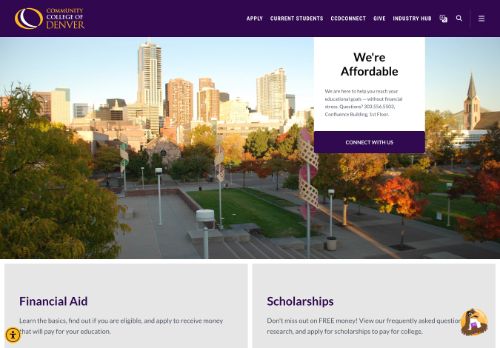 COMMUNITY
COLLEGE OF
DENVER
APPLY
CURRENT STUDENTS
CCDCONNECT
GIVE
INDUSTRY HUB
We're
Affordable
We are here to help you reach your
educational goals — without financial
stress. Questions? 303.556.5503,
Confluence Building, 1st Floor.
CONNECT WITH US
Financial Aid
Learn the basics, find out if you are eligible, and apply to receive money
that will pay for your education.
Scholarships
Don't miss out on FREE money! View our frequently asked
research, and apply for scholarships to pay for college.